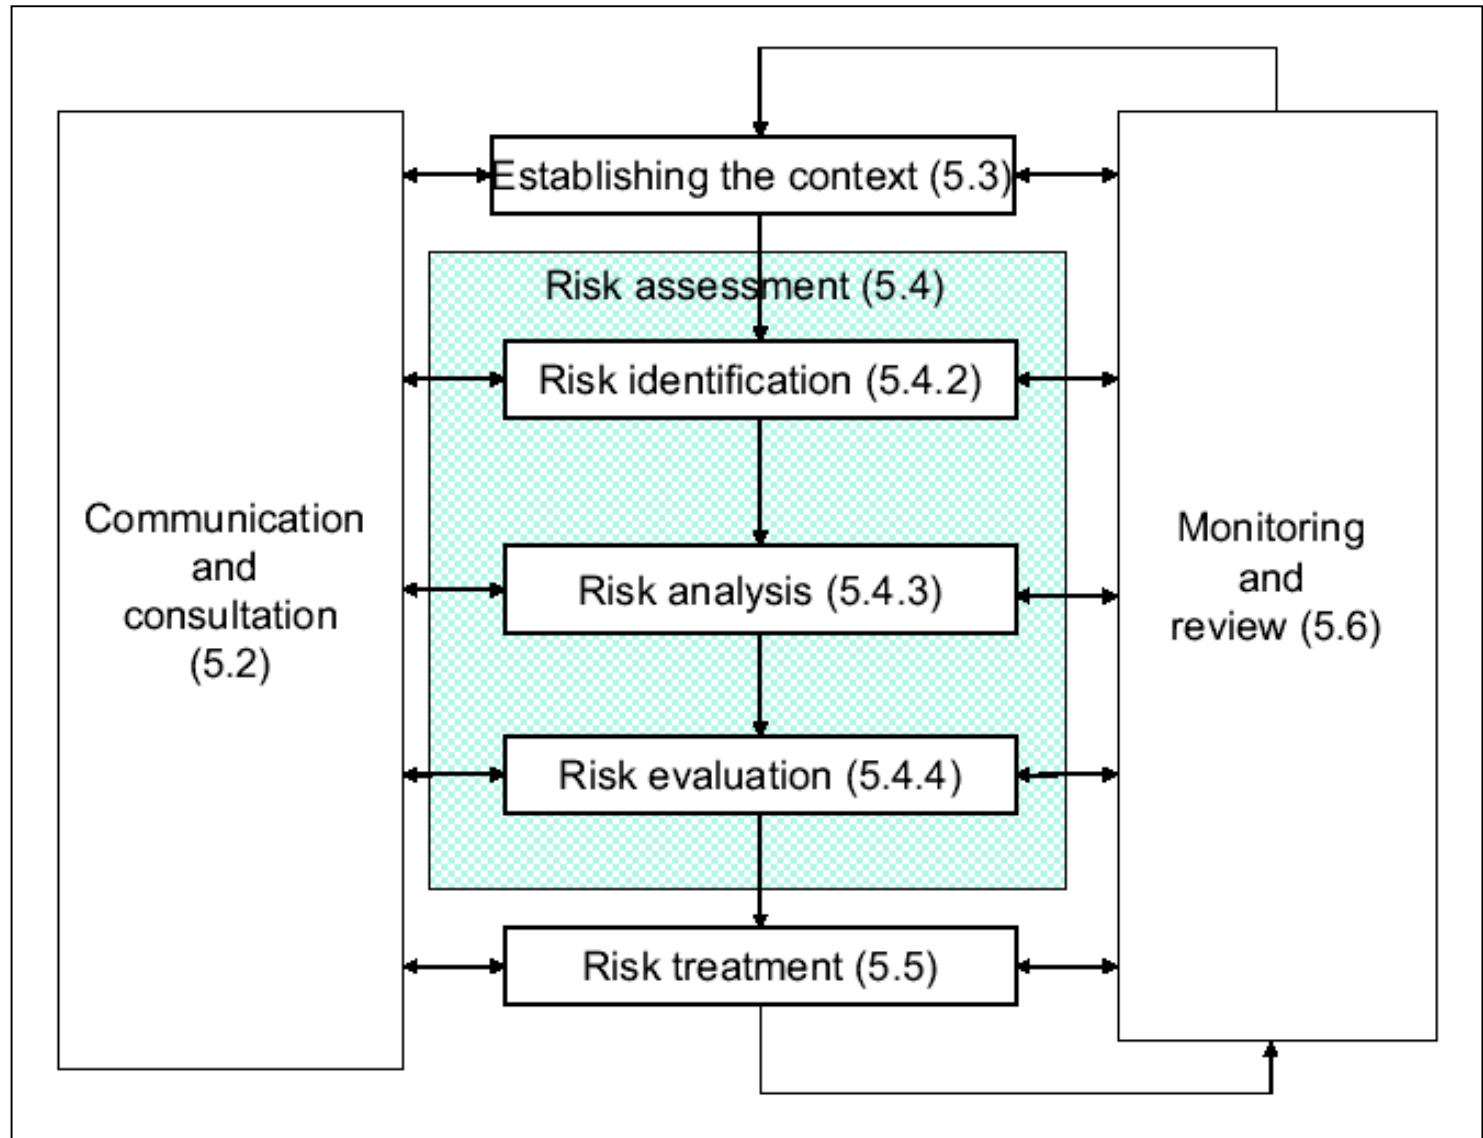 Establishing the context (5.3)
Risk assessment (5.4)
Risk identification (5.4.2)
Communication
and
consultation
(5.2)
Risk analysis (5.4.3)
Monitoring
and
review (5.6)
Risk evaluation (5.4.4)
Risk treatment (5.5)